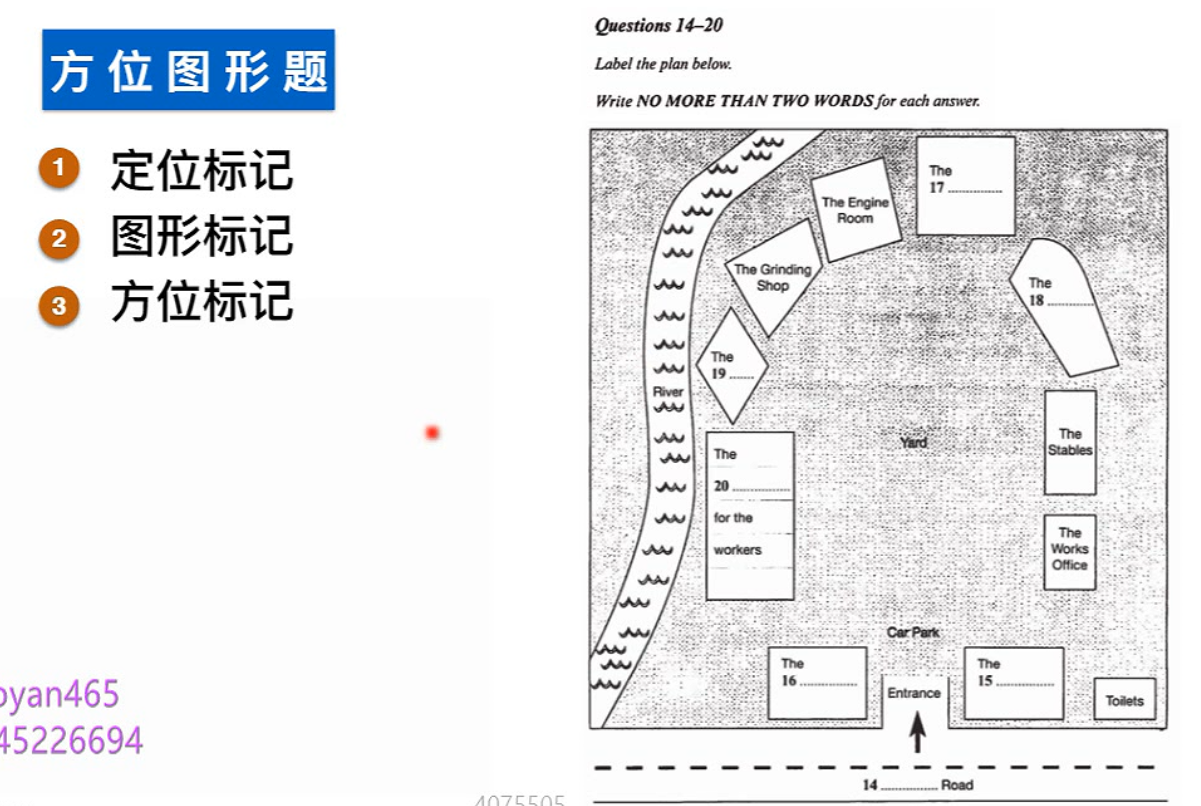 方位图形题
1 定位标记
2 图形标记
3 方位标记
oyan465
45226694
4075505
Questions 14–20
Label the plan below.
Write NO MORE THAN TWO WORDS for each answer.
The
17 ..............
The Engine
Room
The Grinding
Shop
The
18 ..............
The
19 .......
River
The
20 ..............
for the
workers
Yard
The
Stables
The
Works
Office
Car Park
The
16 ..............
Entrance
The
15 ..............
Toilets
14 .............. Road